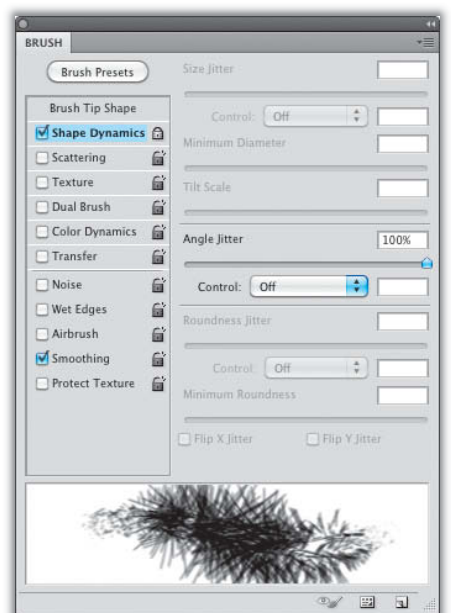 BRUSH
Brush Presets
Brush Tip Shape
Shape Dynamics
Scattering
Texture
Dual Brush
Color Dynamics
Transfer
Noise
Wet Edges
Airbrush
Smoothing
Protect Texture
Size Jitter
Control: Off
Minimum Diameter
Tilt Scale
Angle Jitter 100%
Control: Off
Roundness Jitter
Control: Off
Minimum Roundness
Flip X Jitter Flip Y Jitter